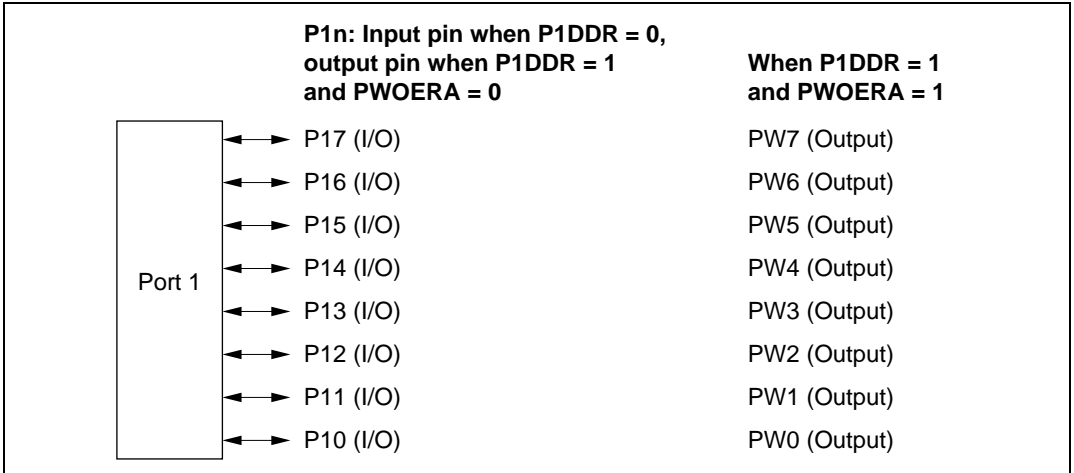 P1n: Input pin when P1DDR = 0,
output pin when P1DDR = 1
and PWOERA = 0
When P1DDR = 1
and PWOERA = 1
Port 1
P17 (I/O) PW7 (Output)
P16 (I/O) PW6 (Output)
P15 (I/O) PW5 (Output)
P14 (I/O) PW4 (Output)
P13 (I/O) PW3 (Output)
P12 (I/O) PW2 (Output)
P11 (I/O) PW1 (Output)
P10 (I/O) PW0 (Output)